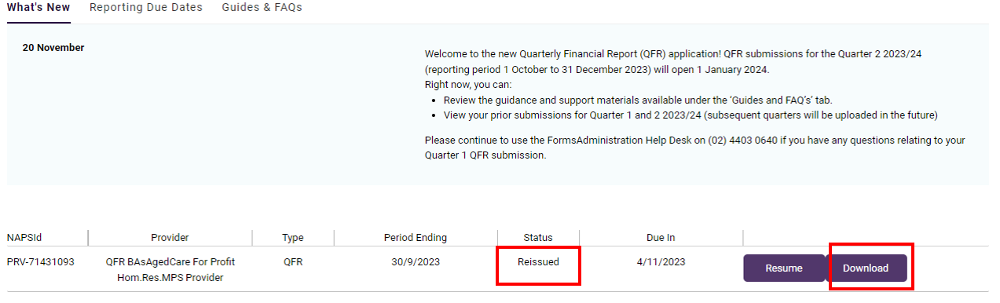 What's New Reporting Due Dates Guides & FAQs
20 November
Welcome to the new Quarterly Financial Report (QFR) application! QFR submissions for the Quarter 2 2023/24
(reporting period 1 October to 31 December 2023) will open 1 January 2024.
Right now, you can:
• Review the guidance and support materials available under the ‘Guides and FAQ's’ tab.
• View your prior submissions for Quarter 1 and 2 2023/24 (subsequent quarters will be uploaded in the future)
Please continue to use the FormsAdministration Help Desk on (02) 4403 0640 if you have any questions relating to your
Quarter 1 QFR submission.
NAPSId Provider Type Period Ending Status Due In
PRV-71431093 QFR BAsAgedCare For Profit QFR 30/9/2023 Reissued 4/11/2023 Resume Download
Hom.Res.MPS Provider